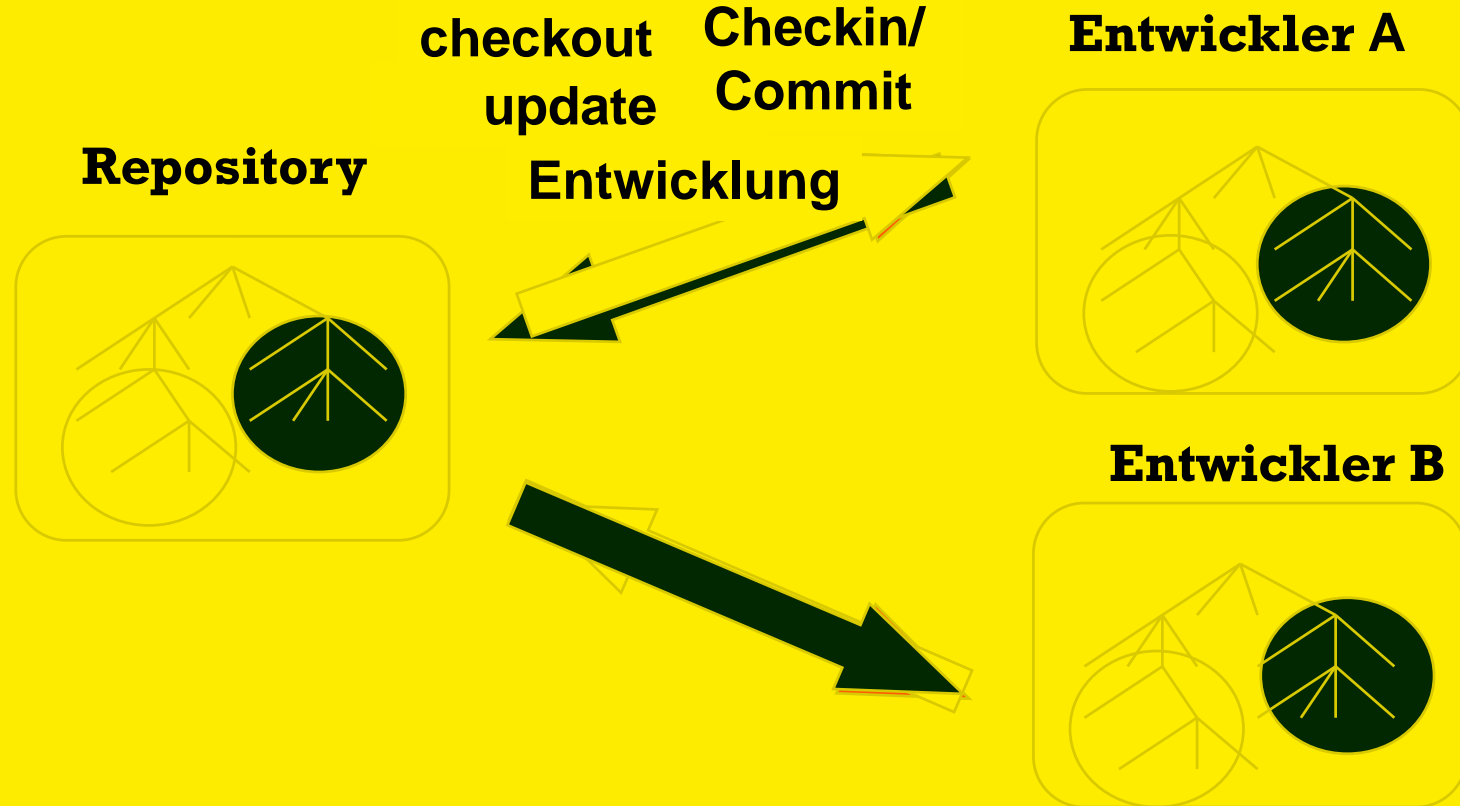 checkout
update
Checkin/
Commit
Entwickler A
Repository
Entwicklung
Entwickler B